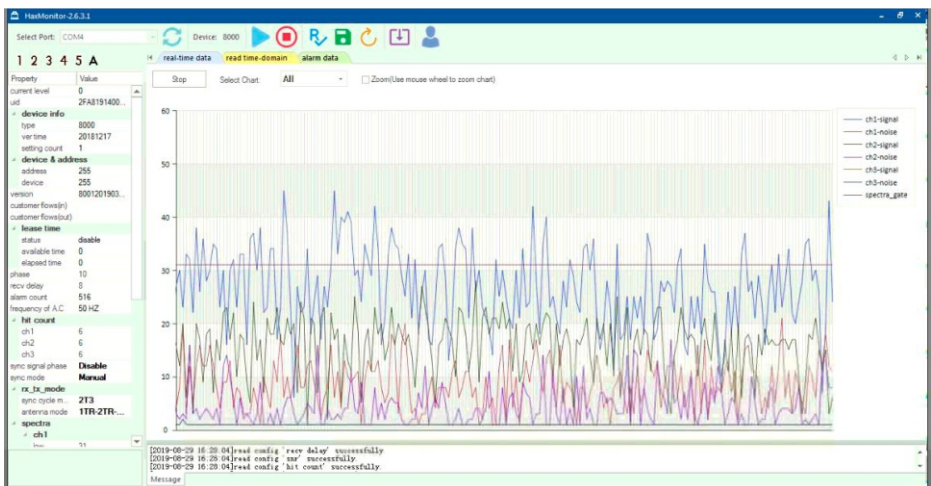 HaxMonitor-2.6.3.1
Select Port: COM4 Device: 8000
1 2 3 4 5 A
real-time data read time-domain alarm data
Property Value
Stop Select Chart: All Zoom(Use mouse wheel to zoom chart)
current level 0
uid 2FA8191400...
device info
type 8000
ver time 20181217
setting count 1
device & address
address 255
device 255
version 8001201903...
customer flows(in)
customer flows(out)
lease time
status disable
available time 0
elapsed time 0
phase 10
recv delay 8
alarm count 516
frequency of A.C 50 HZ
hit count
ch1 6
ch2 6
ch3 6
sync signal phase Disable
sync mode Manual
rx_tx_mode
sync cycle m... 2T3
antenna mode 1TR-2TR-...
spectra
ch1
60
50
40
30
20
10
0
ch1-signal
ch1-noise
ch2-signal
ch2-noise
ch3-signal
ch3-noise
spectra_gate
[2019-08-29 16:28:04]read config 'recv delay' successfully
[2019-08-29 16:28:04]read config 'snr' successfully.
[2019-08-29 16:28:04]read config 'hit count' successfully.
Message